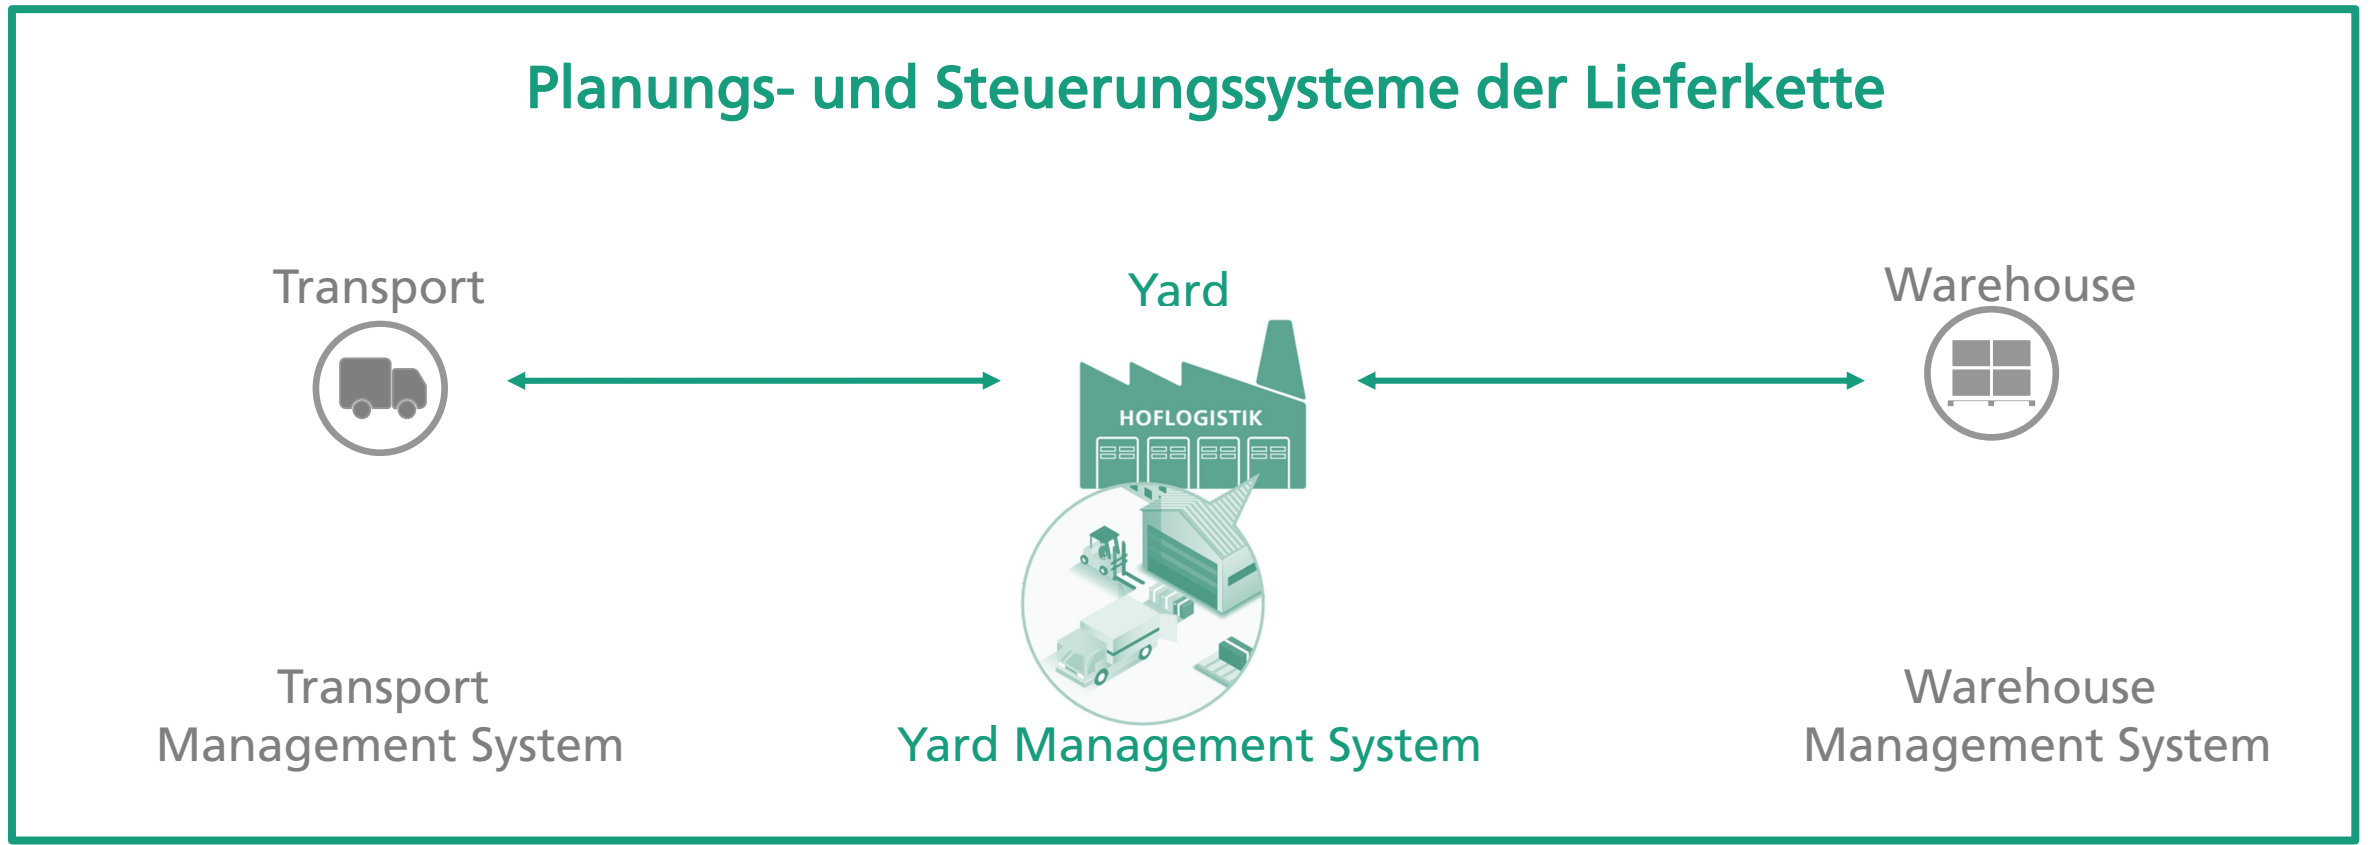 Planungs- und Steuerungssysteme der Lieferkette
Transport
Yard
Warehouse
HOFLOGISTIK
Transport
Management System
Yard Management System
Warehouse
Management System